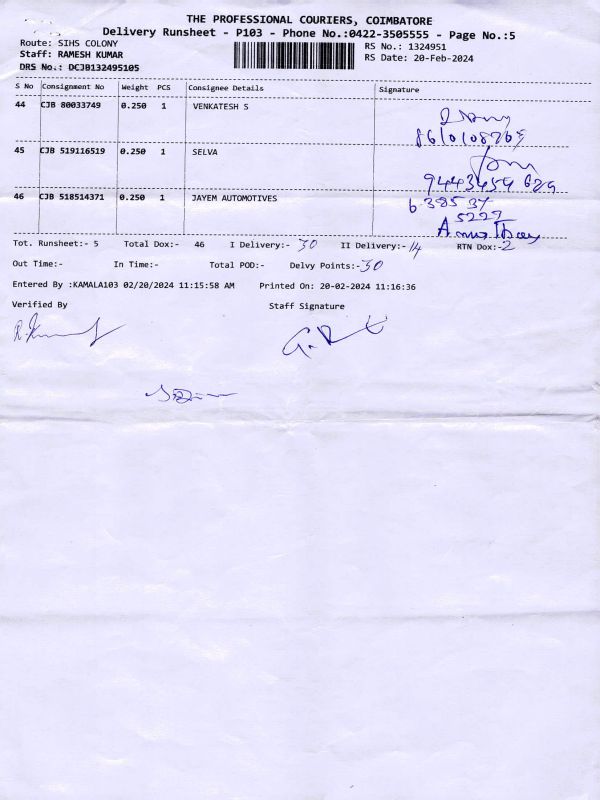 THE PROFESSIONAL COURIERS, COIMBATORE
Delivery Runsheet - P103 - Phone No.:0422-3505555 - Page No.:5
Route: SIHS COLONY
RS No.: 1324951
Staff: RAMESH KUMAR
RS Date: 20-Feb-2024
DRS No.: DCJB132495105
S No Consignment No Weight PCS Consignee Details Signature
44 CJB 80033749 0.250 1 VENKATESH S
8610108769
45 CJB 519116519 0.250 1 SELVA
9443454 629
46 CJB 518514371 0.250 1 JAYEM AUTOMOTIVES
6 38537
5227
Tot. Runsheet:- 5 Total Dox:- 46 I Delivery:- 30 II Delivery:- 14 RTN Dox:- 2
Out Time:- In Time:- Total POD:- Delvy Points:- 30
Entered By :KAMALA103 02/20/2024 11:15:58 AM Printed On: 20-02-2024 11:16:36
Verified By Staff Signature